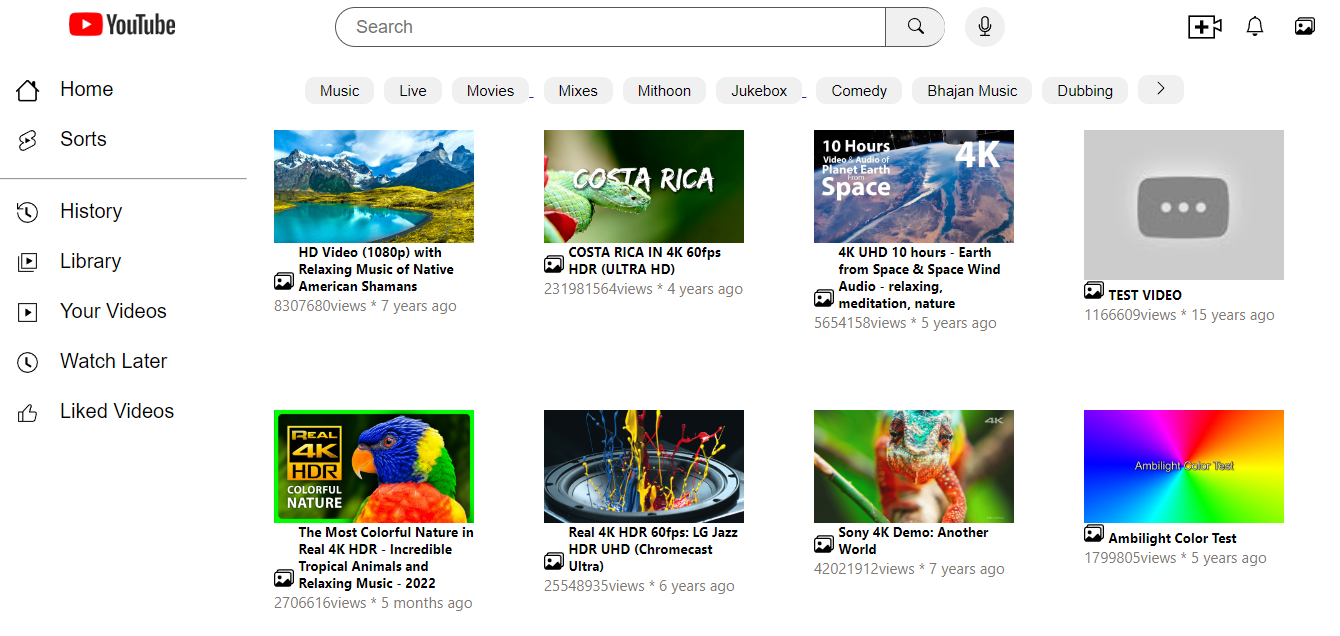 YouTube
Search
Home
Sorts
History
Library
Your Videos
Watch Later
Liked Videos
Music Live Movies _ Mixes Mithoon Jukebox _ Comedy Bhajan Music Dubbing
HD Video (1080p) with
Relaxing Music of Native
American Shamans
8307680views * 7 years ago
COSTA RICA
COSTA RICA IN 4K 60fps
HDR (ULTRA HD)
231981564views * 4 years ago
10 Hours
Video & Audio of
Planet Earth
From
Space
4K
4K UHD 10 hours - Earth
from Space & Space Wind
Audio - relaxing,
meditation, nature
5654158views * 5 years ago
TEST VIDEO
1166609views * 15 years ago
REAL
4K
HDR
COLORFUL
NATURE
The Most Colorful Nature in
Real 4K HDR - Incredible
Tropical Animals and
Relaxing Music - 2022
2706616views * 5 months ago
Real 4K HDR 60fps: LG Jazz
HDR UHD (Chromecast
Ultra)
25548935views * 6 years ago
4K
Sony 4K Demo: Another
World
42021912views * 7 years ago
Ambilight Color Test
Ambilight Color Test
1799805views * 5 years ago